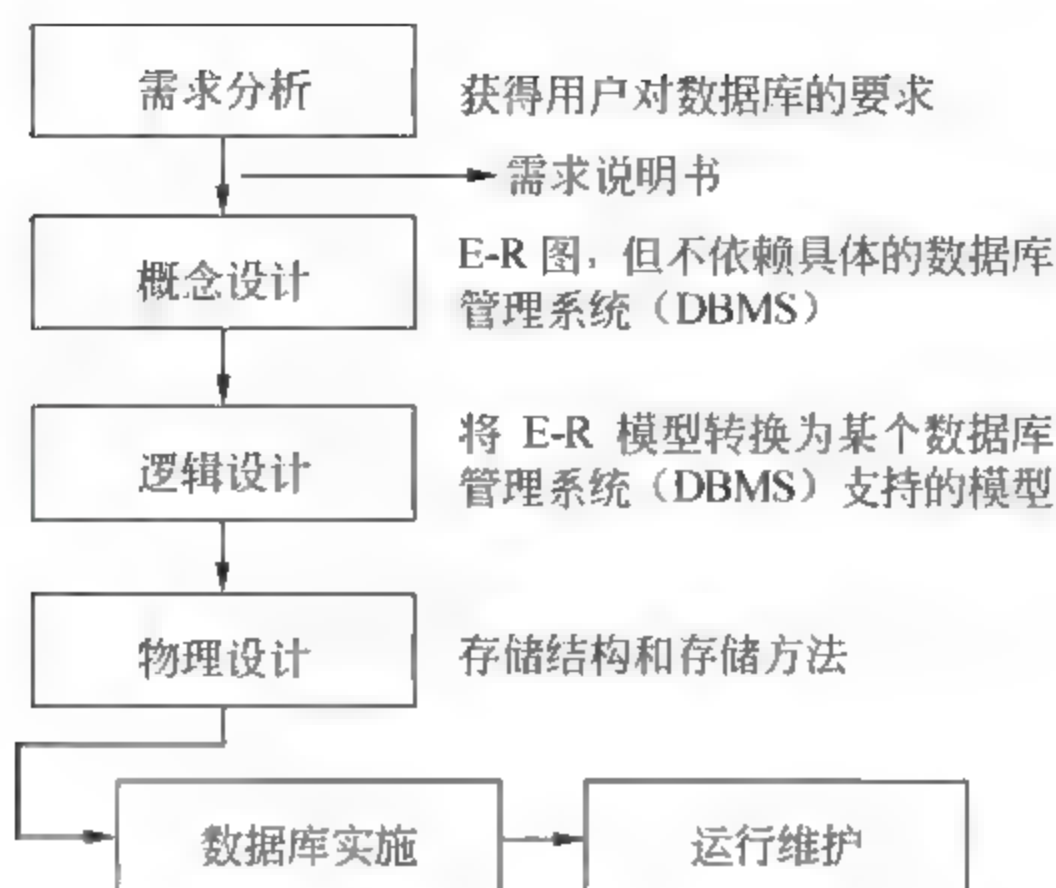 需求分析
获得用户对数据库的要求
需求说明书
概念设计
E-R 图，但不依赖具体的数据库
管理系统（DBMS）
逻辑设计
将 E-R 模型转换为某个数据库
管理系统（DBMS）支持的模型
物理设计
存储结构和存储方法
数据库实施
运行维护